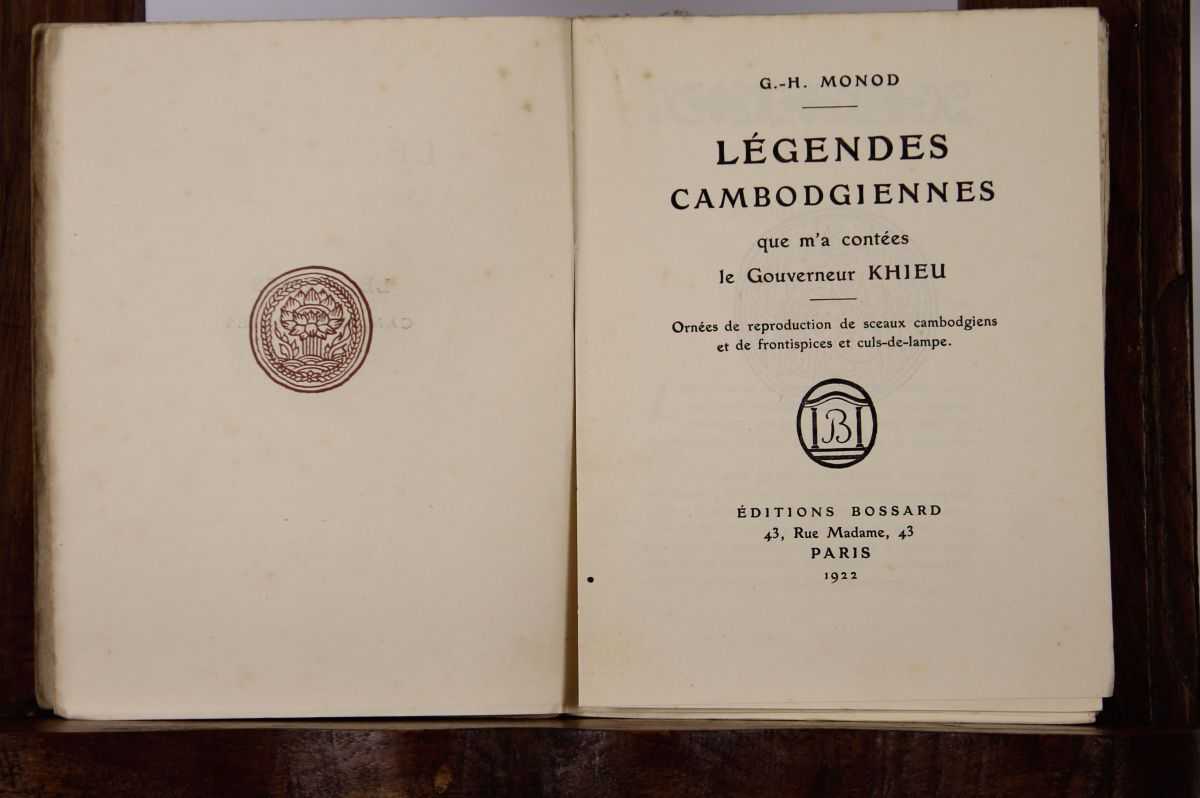 G.-H. MONOD
LÉGENDES
CAMBODGIENNES
que m'a contées
le Gouverneur KHIEU
Ornées de reproduction de sceaux cambodgiens
et de frontispices et culs-de-lampe.
B
ÉDITIONS BOSSARD
43, Rue Madame, 43
PARIS
1922